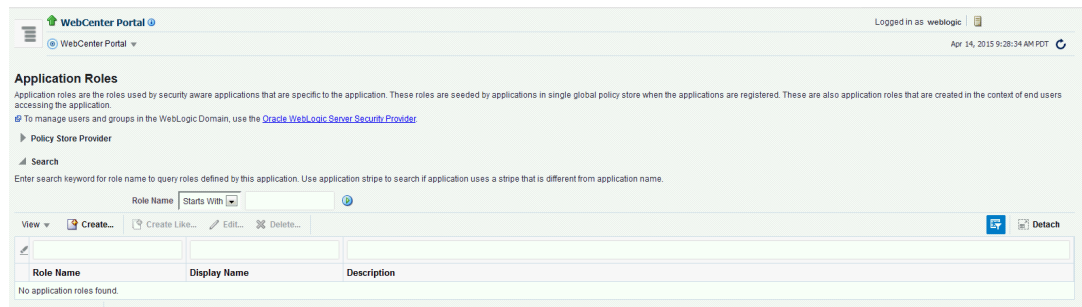 WebCenter Portal
Logged in as weblogic
WebCenter Portal
Apr 14, 2015 9:28:34 AM PDT
Application Roles
Application roles are the roles used by security aware applications that are specific to the application. These roles are seeded by applications in single global policy store when the applications are registered. These are also application roles that are created in the context of end users
accessing the application.
To manage users and groups in the WebLogic Domain, use the Oracle WebLogic Server Security Provider.
Policy Store Provider
Search
Enter search keyword for role name to query roles defined by this application. Use application stripe to search if application uses a stripe that is different from application name.
Role Name Starts With
View Create... Create Like... Edit... Delete... Detach
Role Name Display Name Description
No application roles found.